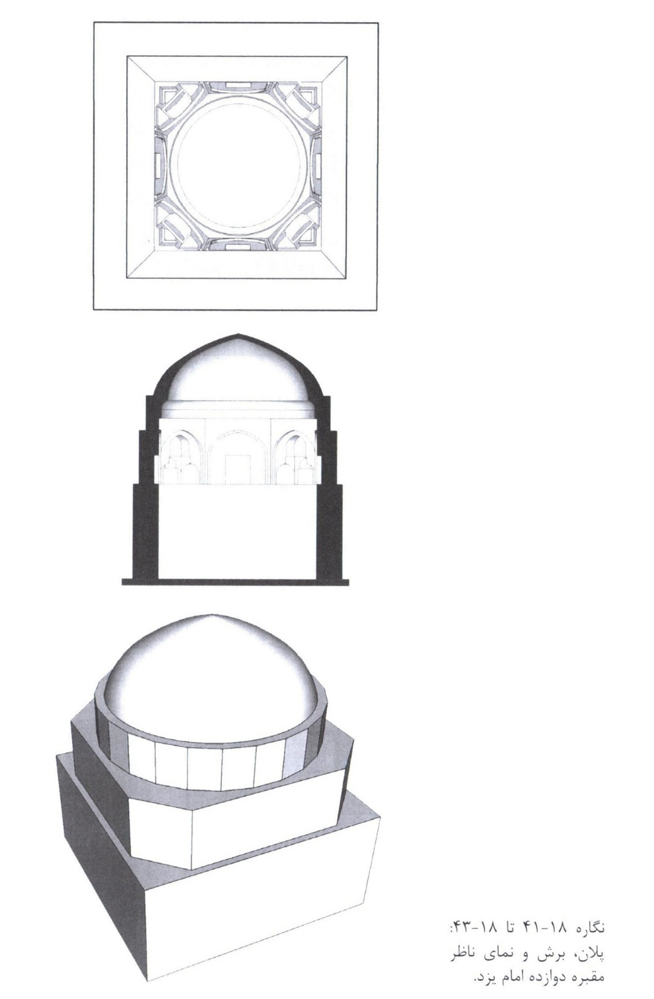 نگاره ۱۸-۴۱ تا ۱۸-۴۳:
پلان، برش و نمای ناظر
مقبره دوازده امام یزد.